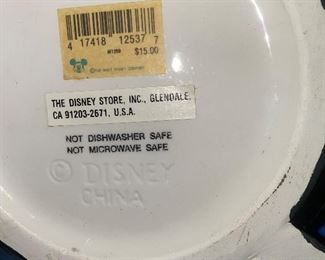 4 17418 12537 7
$15.00
THE DISNEY STORE, INC., GLENDALE,
CA 91203-2671, U.S.A.
NOT DISHWASHER SAFE
NOT MICROWAVE SAFE
© DISNEY
CHINA